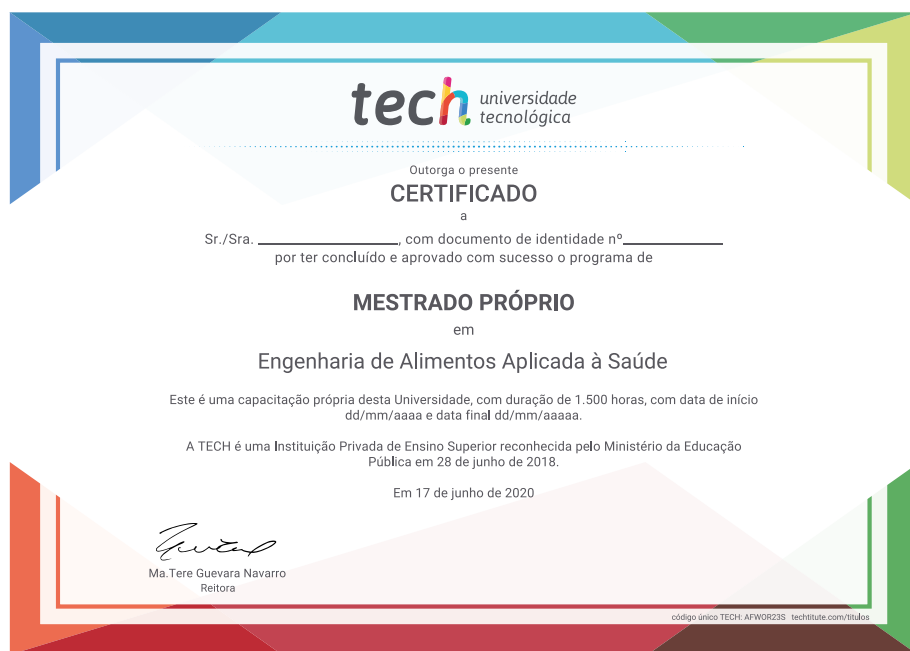 tech universidade
tecnológica
Outorga o presente
CERTIFICADO
a
Sr./Sra. ____________________, com documento de identidade nº______________
por ter concluído e aprovado com sucesso o programa de
MESTRADO PRÓPRIO
em
Engenharia de Alimentos Aplicada à Saúde
Este é uma capacitação própria desta Universidade, com duração de 1.500 horas, com data de início
dd/mm/aaaa e data final dd/mm/aaaaa.
A TECH é uma Instituição Privada de Ensino Superior reconhecida pelo Ministério da Educação
Pública em 28 de junho de 2018.
Em 17 de junho de 2020
Ma.Tere Guevara Navarro
Reitora
código único TECH: AFWOR23S techtitute.com/titulos